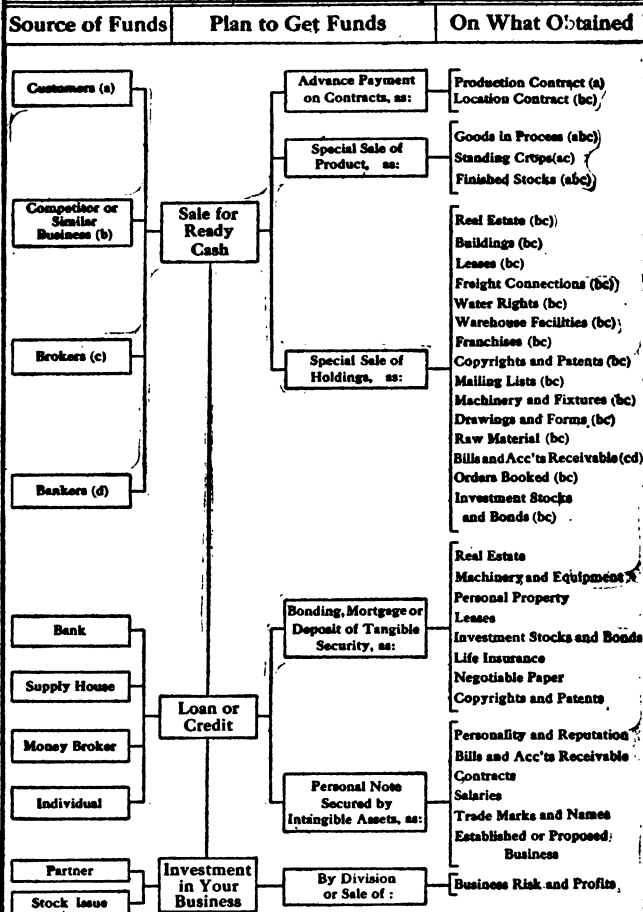 Source of Funds
Plan to Get Funds
On What Obtained
Customers (a)
Competitor or
Similar
Business (b)
Brokers (c)
Bankers (d)
Sale for
Ready
Cash
Advance Payment
on Contracts, as:
Production Contract (a)
Location Contract (bc)
Special Sale of
Product, as:
Goods in Process (abc)
Standing Crops(ac)
Finished Stocks (abc)
Special Sale of
Holdings, as:
Real Estate (bc)
Buildings (bc)
Leases (bc)
Freight Connections (bc)
Water Rights (bc)
Warehouse Facilities (bc)
Franchises (bc)
Copyrights and Patents (bc)
Mailing Lists (bc)
Machinery and Fixtures (bc)
Drawings and Forms (bc)
Raw Material (bc)
Bills and Acc'ts Receivable (cd)
Orders Booked (bc)
Investment Stocks
and Bonds (bc)
Bank
Supply House
Money Broker
Individual
Loan or
Credit
Bonding, Mortgage or
Deposit of Tangible
Security, as:
Real Estate
Machinery and Equipment
Personal Property
Leases
Investment Stocks and Bonds
Life Insurance
Negotiable Paper
Copyrights and Patents
Personal Note
Secured by
Intangible Assets, as:
Personality and Reputation
Bills and Acc'ts Receivable
Contracts
Salaries
Trade Marks and Names
Established or Proposed
Business
Partner
Stock Issue
Investment
in Your
Business
By Division
or Sale of :
Business Risk and Profits